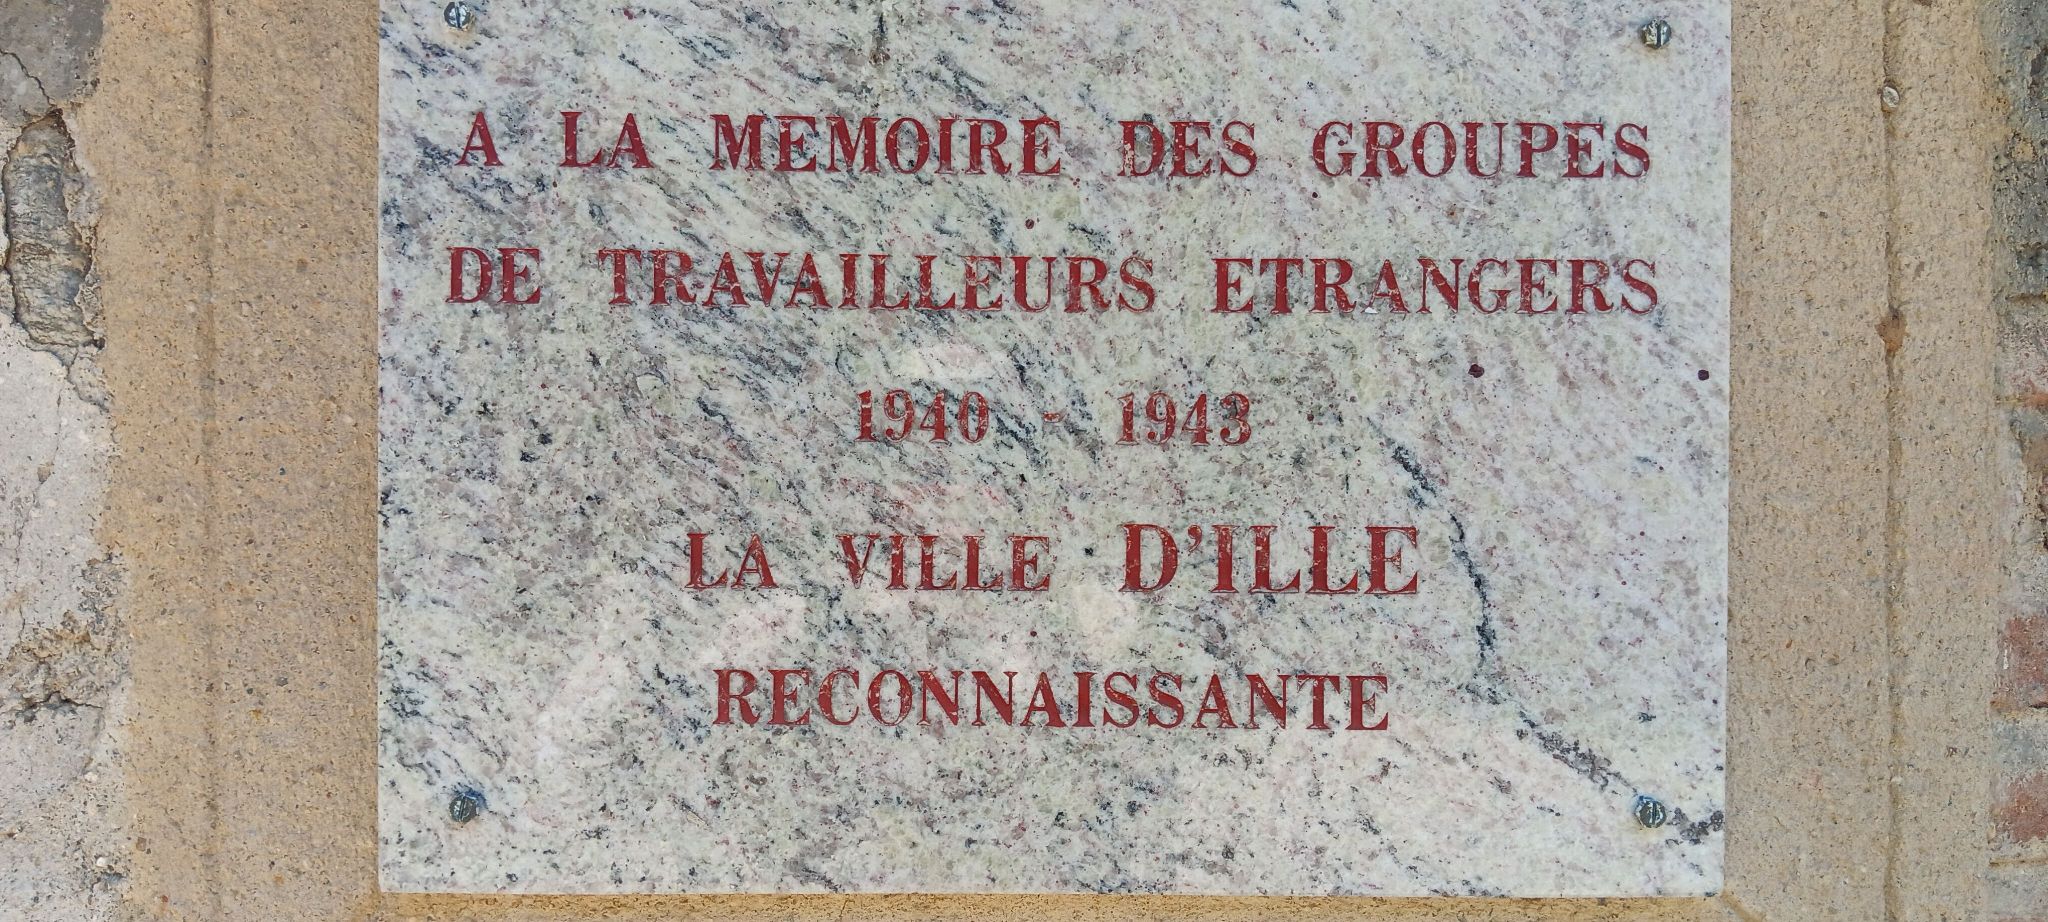 A LA MEMOIRE DES GROUPES
DE TRAVAILLEURS ETRANGERS
1940 - 1943
LA VILLE D'ILLE
RECONNAISSANTE